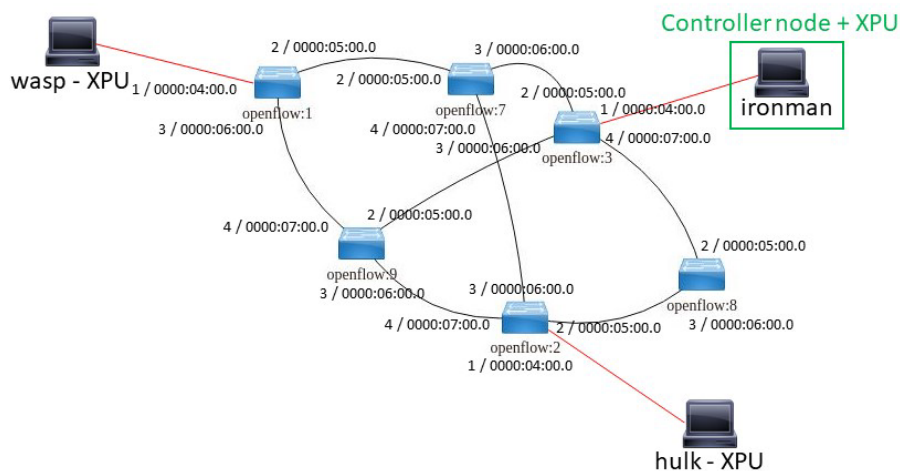 Controller node + XPU
wasp - XPU
ironman
2 / 0000:05:00.0
3 / 0000:06:00.0
2 / 0000:05:00.0
2 / 0000:05:00.0
1 / 0000:04:00.0
1 / 0000:04:00.0
openflow:1
openflow:7
3 / 0000:06:00.0
4 / 0000:07:00.0
3 / 0000:06:00.0
4 / 0000:07:00.0
openflow:3
2 / 0000:05:00.0
4 / 0000:07:00.0
2 / 0000:05:00.0
openflow:9
3 / 0000:06:00.0
3 / 0000:06:00.0
openflow:8
4 / 0000:07:00.0
2 / 0000:05:00.0
3 / 0000:06:00.0
openflow:2
1 / 0000:04:00.0
hulk - XPU